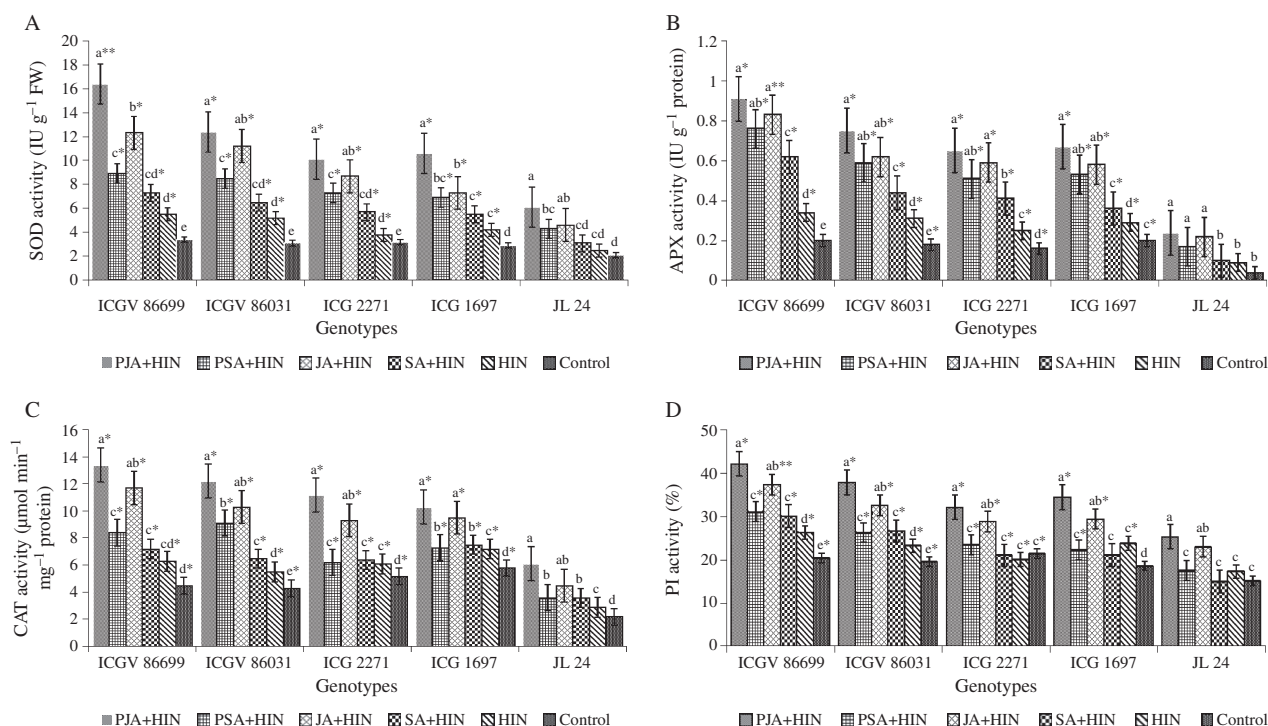 A
SOD activity (IU g⁻¹ FW)
20
18
16
14
12
10
8
6
4
2
0
a** c* b* cd* d* e
a* c* ab* cd* d* e
a* c* ab* cd* d* e
a* bc* b* c* c* d
a bc ab cd cd d
ICGV 86699 ICGV 86031 ICG 2271 ICG 1697 JL 24
Genotypes
PJA+HIN PSA+HIN JA+HIN SA+HIN HIN Control
B
APX activity (IU g⁻¹ protein)
1.2
1
0.8
0.6
0.4
0.2
0
a* ab* a** c* d* e
a* ab* ab* c* d* e*
a* ab* a* b* c* d*
a* ab* ab* c* d* c*
a a a b b b
ICGV 86699 ICGV 86031 ICG 2271 ICG 1697 JL 24
Genotypes
PJA+HIN PSA+HIN JA+HIN SA+HIN HIN Control
C
CAT activity (µmol min⁻¹
mg⁻¹ protein)
16
14
12
10
8
6
4
2
0
a* c* ab* c* cd* d*
a* b* ab* c* d* e*
a* c* ab* c* c* d*
a* b* a* b* c* d*
a b ab b c d
ICGV 86699 ICGV 86031 ICG 2271 ICG 1697 JL 24
Genotypes
PJA+HIN PSA+HIN JA+HIN SA+HIN HIN Control
D
PI activity (%)
50
40
30
20
10
0
a* c* ab** c* d* e*
a* c* ab* c* d* e*
a* c* ab* c* c* c*
a* c* ab* c* c* d
a c ab c c c
ICGV 86699 ICGV 86031 ICG 2271 ICG 1697 JL 24
Genotypes
PJA+HIN PSA+HIN JA+HIN SA+HIN HIN Control